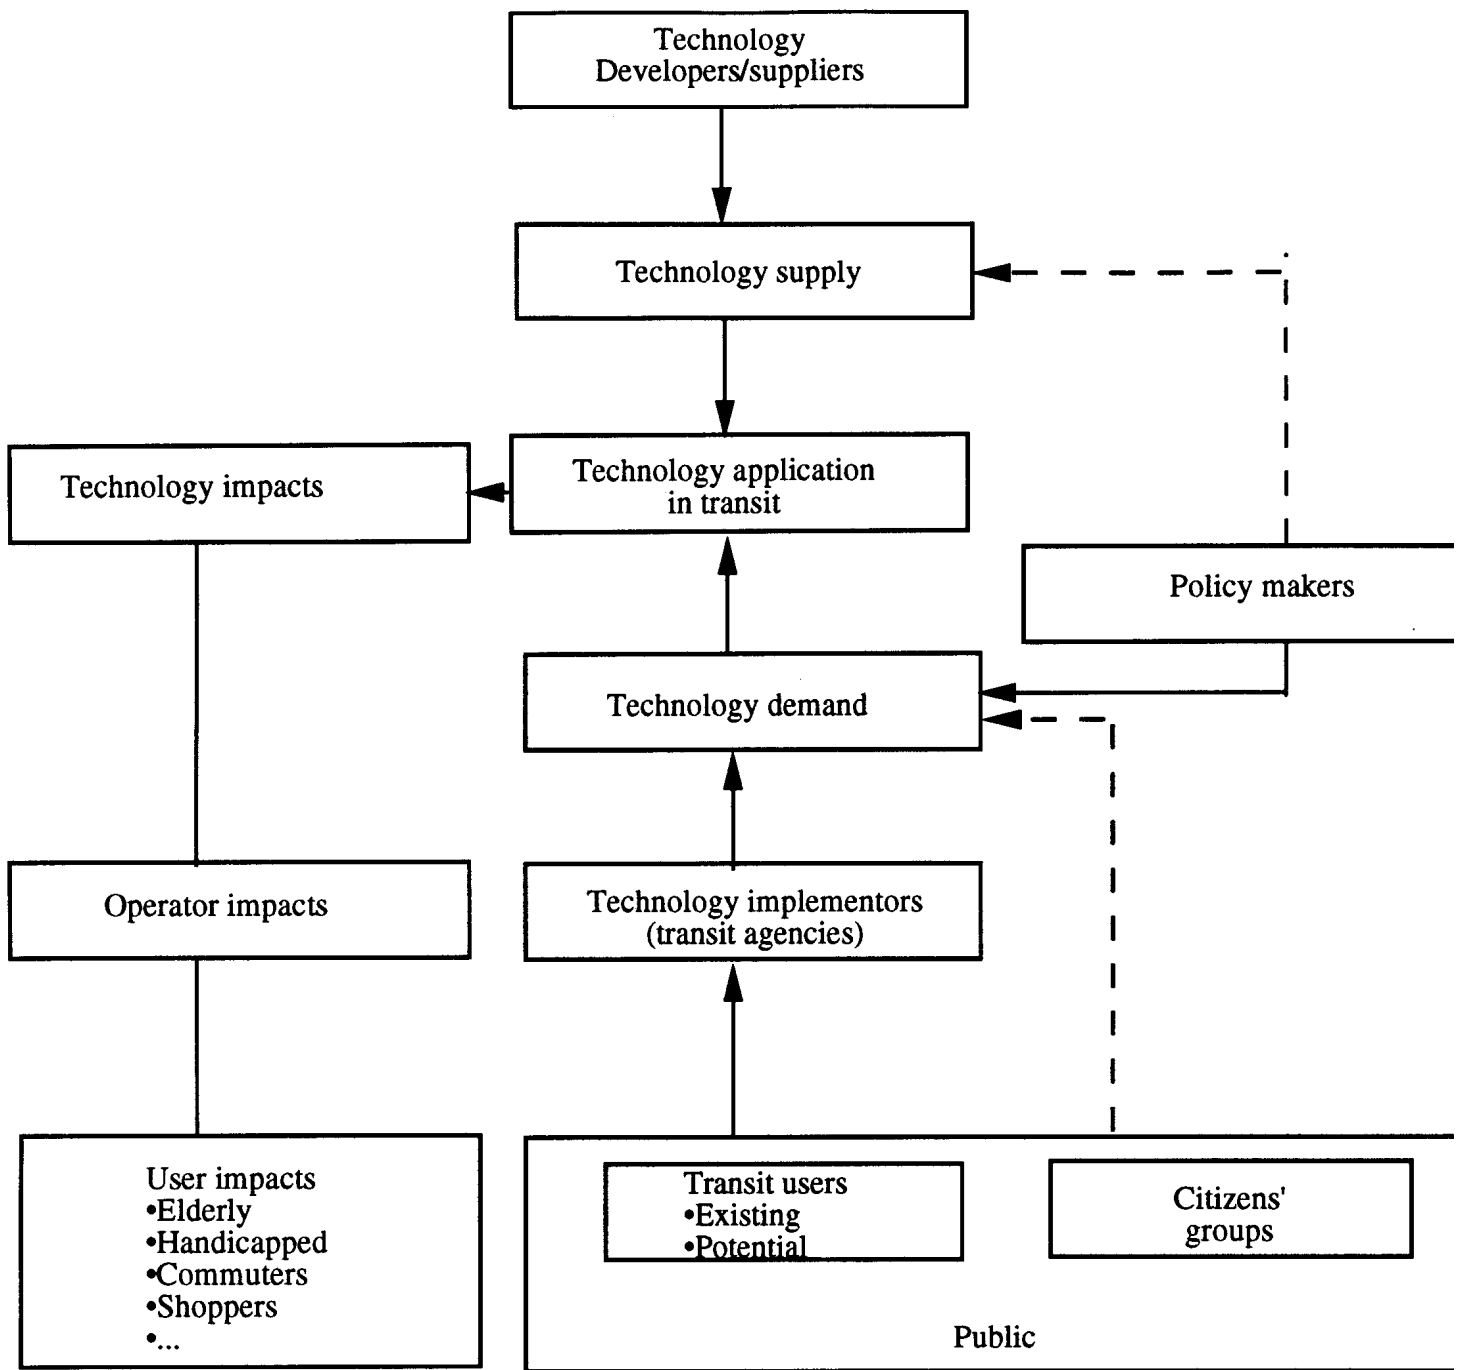 Technology
Developers/suppliers
Technology supply
Technology impacts
Technology application
in transit
Policy makers
Technology demand
Operator impacts
Technology implementors
(transit agencies)
User impacts
•Elderly
•Handicapped
•Commuters
•Shoppers
•...
Transit users
•Existing
•Potential
Citizens'
groups
Public